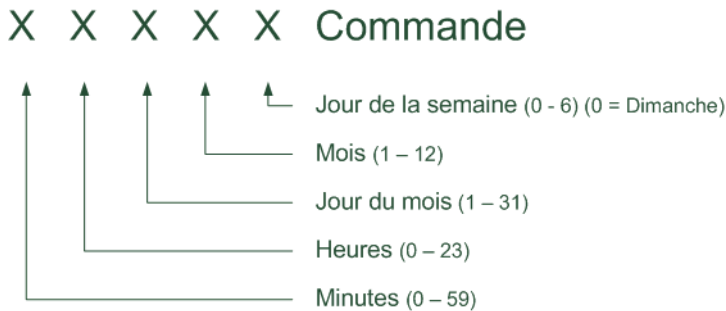 X X X X X Commande
Jour de la semaine (0 - 6) (0 = Dimanche)
Mois (1 – 12)
Jour du mois (1 – 31)
Heures (0 – 23)
Minutes (0 – 59)